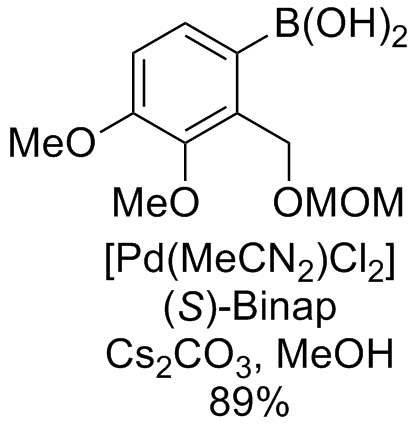 B(OH)₂
MeO
MeO
OMOM
[Pd(MeCN₂)Cl₂]
(S)-Binap
Cs₂CO₃, MeOH
89%